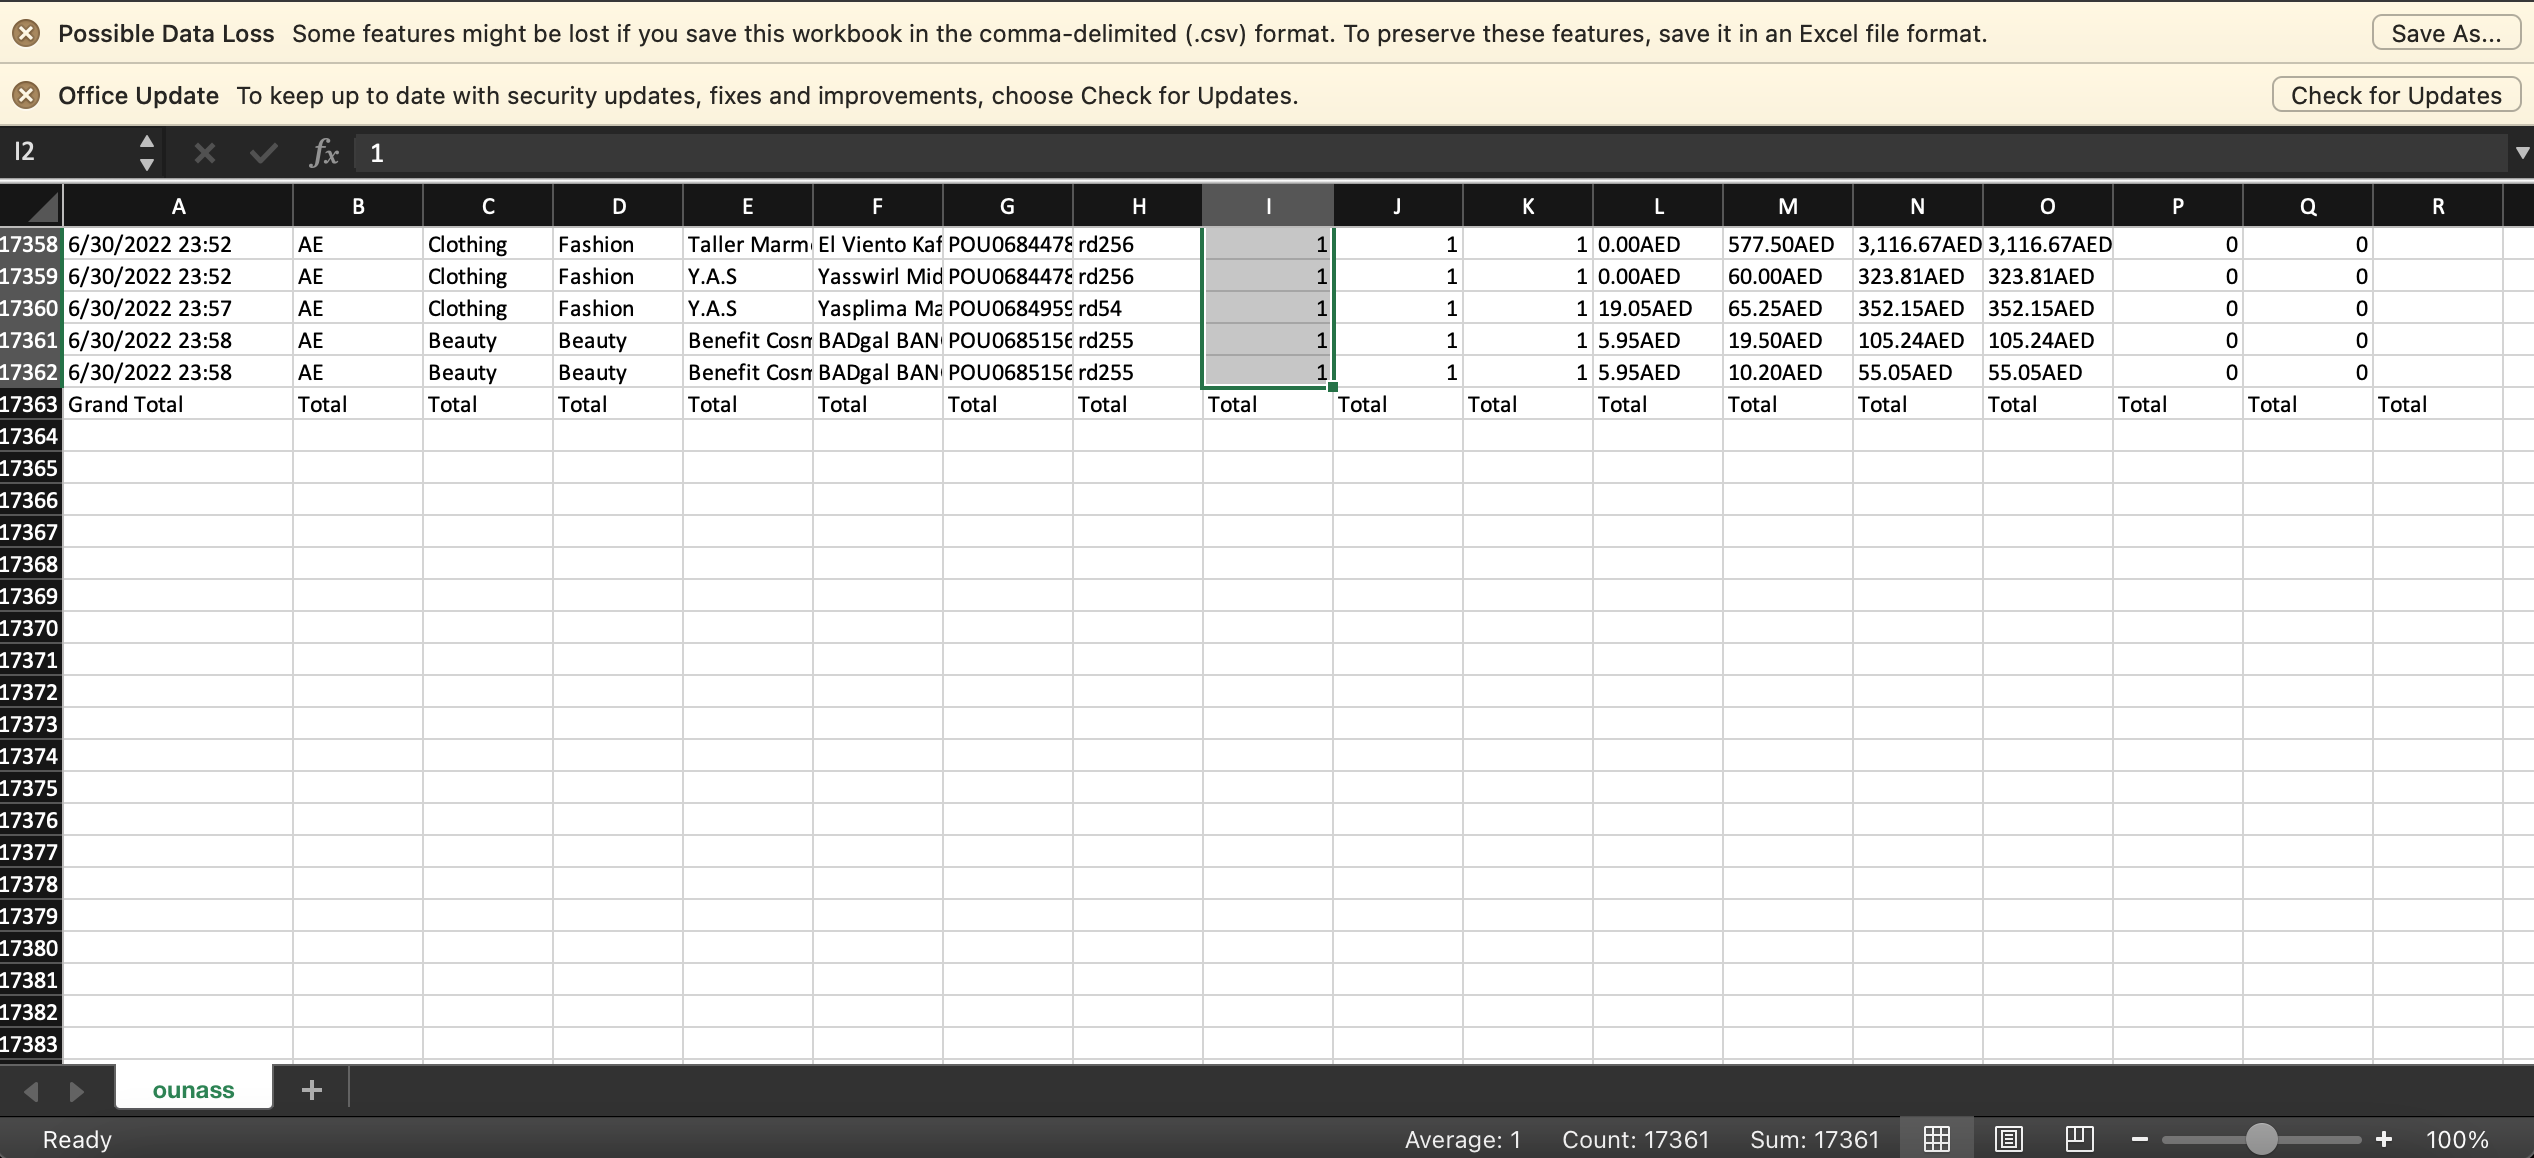 Possible Data Loss Some features might be lost if you save this workbook in the comma-delimited (.csv) format. To preserve these features, save it in an Excel file format. Save As...
Office Update To keep up to date with security updates, fixes and improvements, choose Check for Updates. Check for Updates
I2 fx 1
A B C D E F G H I J K L M N O P Q R
17358 6/30/2022 23:52 AE Clothing Fashion Taller Marm El Viento Kaf POU0684478 rd256 1 1 1 0.00AED 577.50AED 3,116.67AED 3,116.67AED 0 0
17359 6/30/2022 23:52 AE Clothing Fashion Y.A.S Yasswirl Mid POU0684478 rd256 1 1 1 0.00AED 60.00AED 323.81AED 323.81AED 0 0
17360 6/30/2022 23:57 AE Clothing Fashion Y.A.S Yasplima Ma POU0684959 rd54 1 1 1 19.05AED 65.25AED 352.15AED 352.15AED 0 0
17361 6/30/2022 23:58 AE Beauty Beauty Benefit Cosm BADgal BAN POU0685156 rd255 1 1 1 5.95AED 19.50AED 105.24AED 105.24AED 0 0
17362 6/30/2022 23:58 AE Beauty Beauty Benefit Cosm BADgal BAN POU0685156 rd255 1 1 1 5.95AED 10.20AED 55.05AED 55.05AED 0 0
17363 Grand Total Total Total Total Total Total Total Total Total Total Total Total Total Total Total Total Total Total
17364
17365
17366
17367
17368
17369
17370
17371
17372
17373
17374
17375
17376
17377
17378
17379
17380
17381
17382
17383
ounass +
Ready Average: 1 Count: 17361 Sum: 17361 − + 100%